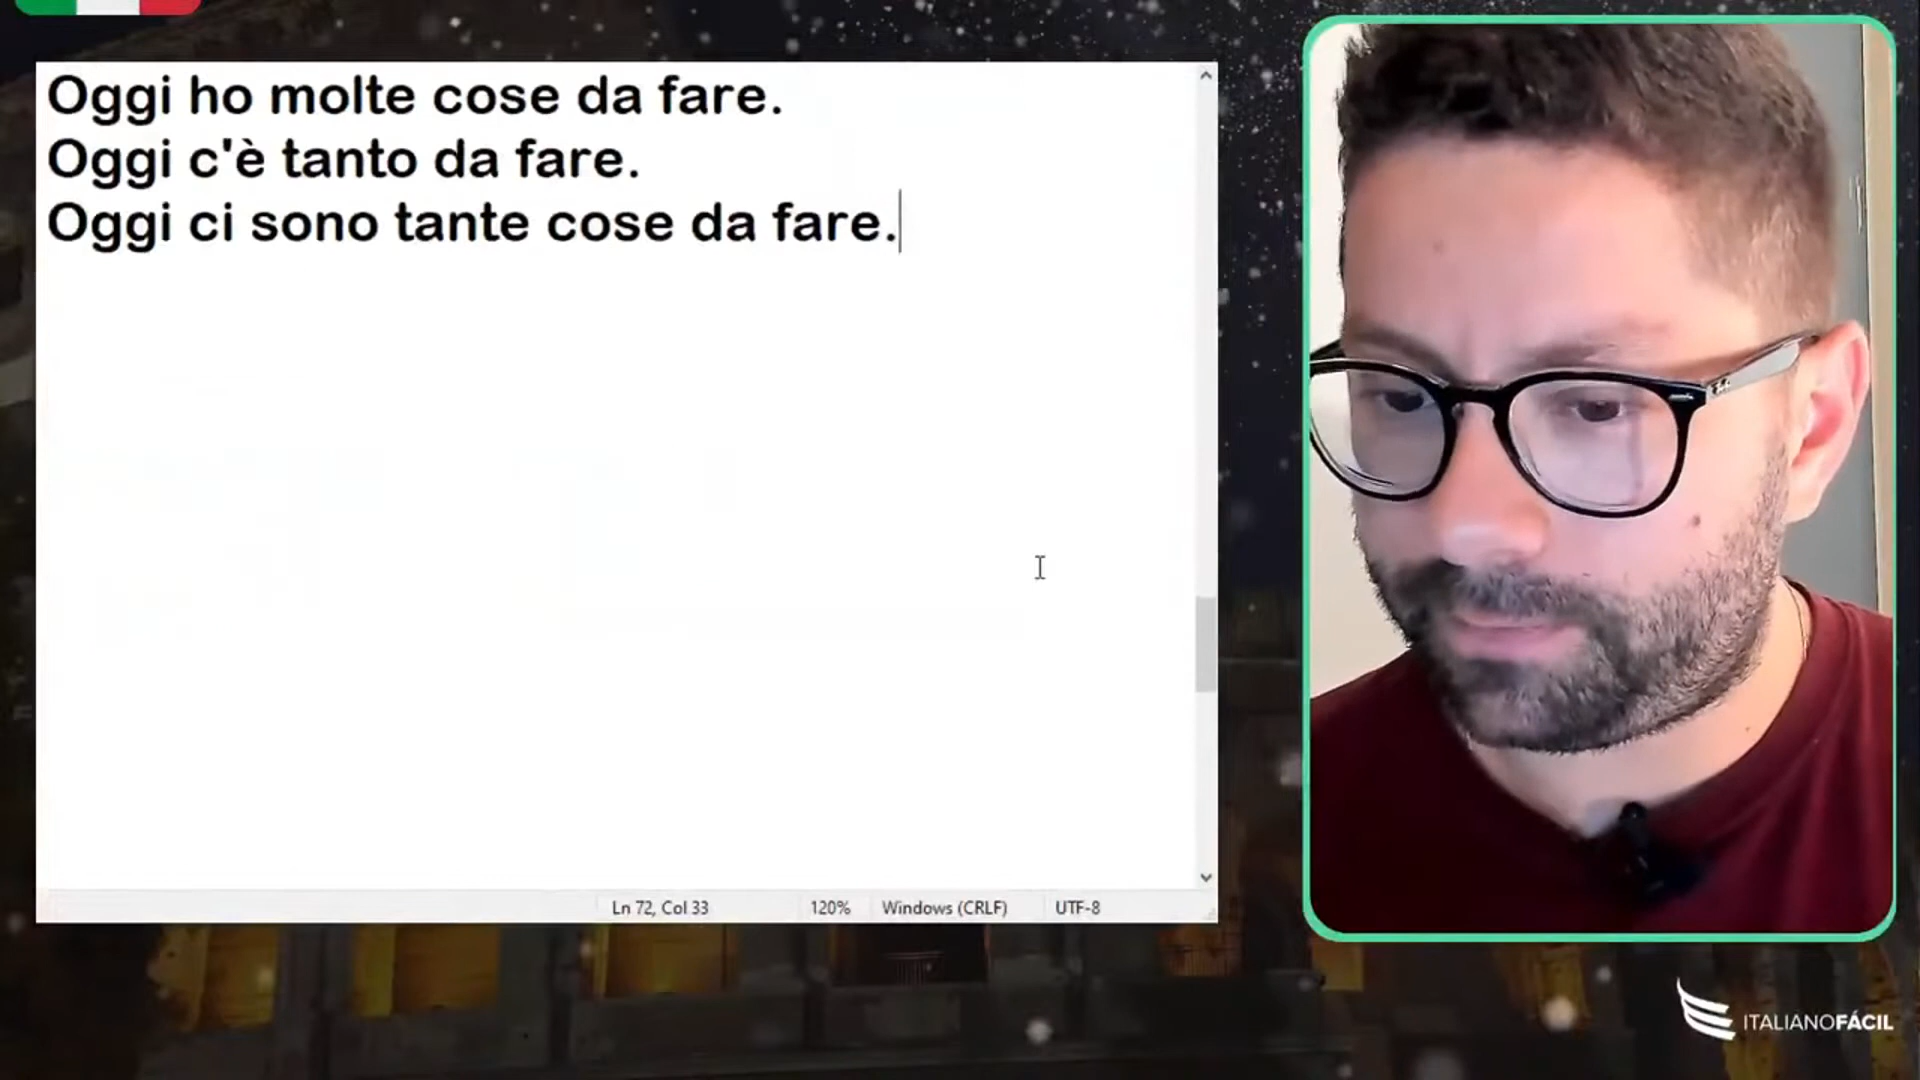 Oggi ho molte cose da fare.
Oggi c'è tanto da fare.
Oggi ci sono tante cose da fare.
Ln 72, Col 33 120% Windows (CRLF) UTF-8
ITALIANOFÁCIL